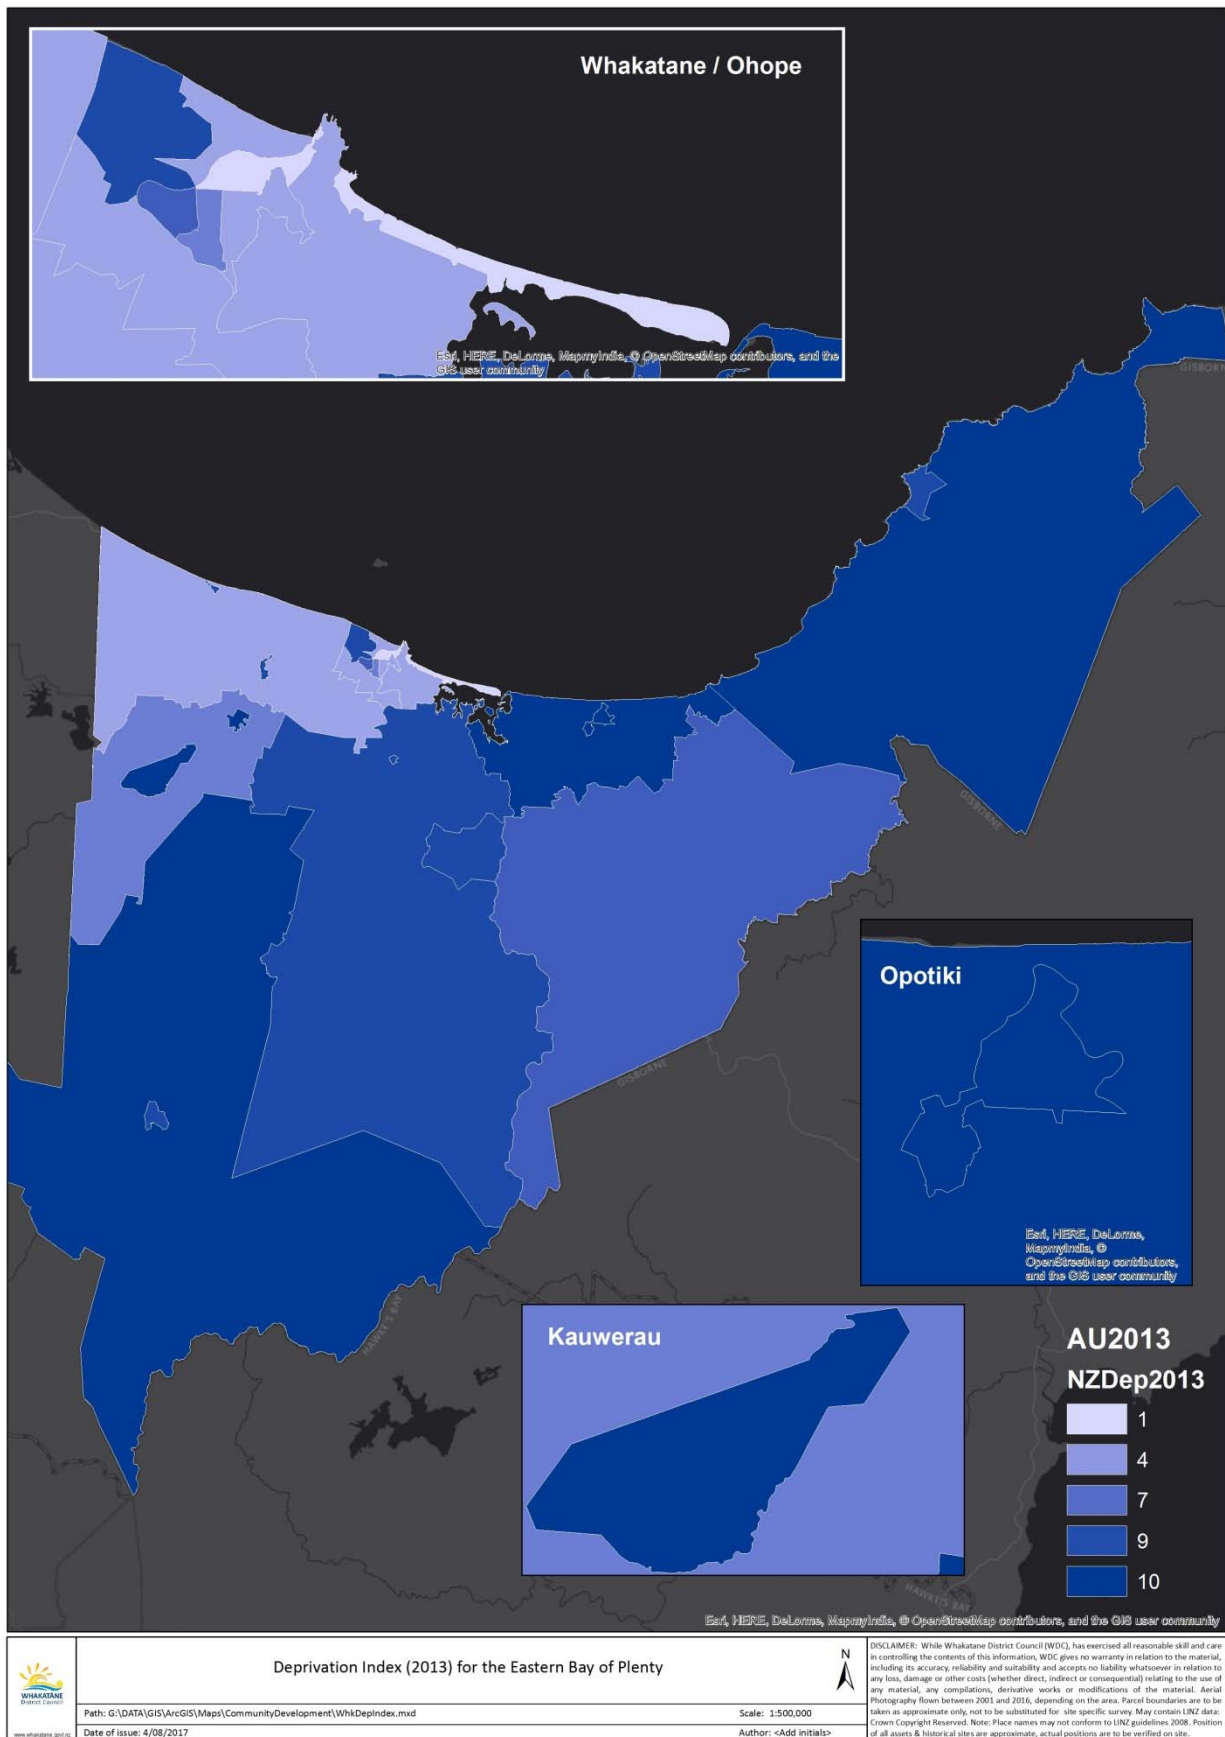 Whakatane / Ohope
Esri, HERE, DeLorme, MapmyIndia, © OpenStreetMap contributors, and the
GIS user community
GISBORNE
GISBORNE
GISBORNE
Opotiki
Esri, HERE, DeLorme,
MapmyIndia, ©
OpenStreetMap contributors,
and the GIS user community
HAWKE'S BAY
Kauwerau
HAWKE'S BAY
AU2013
NZDep2013
1
4
7
9
10
Esri, HERE, DeLorme, MapmyIndia, © OpenStreetMap contributors, and the GIS user community
WHAKATĀNE
District Council
www.whakatane.govt.nz
Deprivation Index (2013) for the Eastern Bay of Plenty
N
Path: G:\DATA\GIS\ArcGIS\Maps\CommunityDevelopment\WhkDepIndex.mxd
Scale: 1:500,000
Date of issue: 4/08/2017
Author: <Add initials>
DISCLAIMER: While Whakatane District Council (WDC), has exercised all reasonable skill and care
in controlling the contents of this information, WDC gives no warranty in relation to the material,
including its accuracy, reliability and suitability and accepts no liability whatsoever in relation to
any loss, damage or other costs (whether direct, indirect or consequential) relating to the use of
any material, any compilations, derivative works or modifications of the material. Aerial
Photography flown between 2001 and 2016, depending on the area. Parcel boundaries are to be
taken as approximate only, not to be substituted for site specific survey. May contain LINZ data:
Crown Copyright Reserved. Note: Place names may not conform to LINZ guidelines 2008. Position
of all assets & historical sites are approximate, actual positions are to be verified on site.